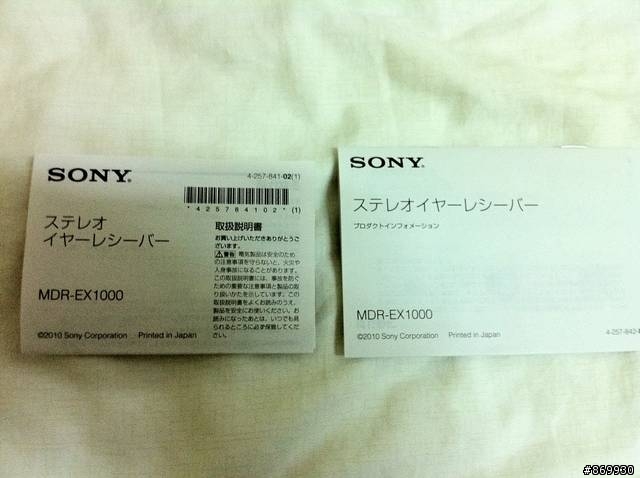 SONY®
4-257-841-02(1)
*425784102* (1)
ステレオ
イヤーレシーバー
取扱説明書
お買い上げいただきありがとうございます。
警告 電気製品は安全のため
の注意事項を守らないと、火災や
人身事故になることがあります。
この取扱説明書には、事故を防ぐ
ための重要な注意事項と製品の取
り扱いかたを示しています。この
取扱説明書をよくお読みのうえ、
製品を安全にお使いください。お
読みになったあとは、いつでも見
られるところに必ず保管してくだ
さい。
MDR-EX1000
©2010 Sony Corporation Printed in Japan
SONY®
ステレオイヤーレシーバー
プロダクトインフォメーション
MDR-EX1000
©2010 Sony Corporation Printed in Japan
4-257-842-
#869930